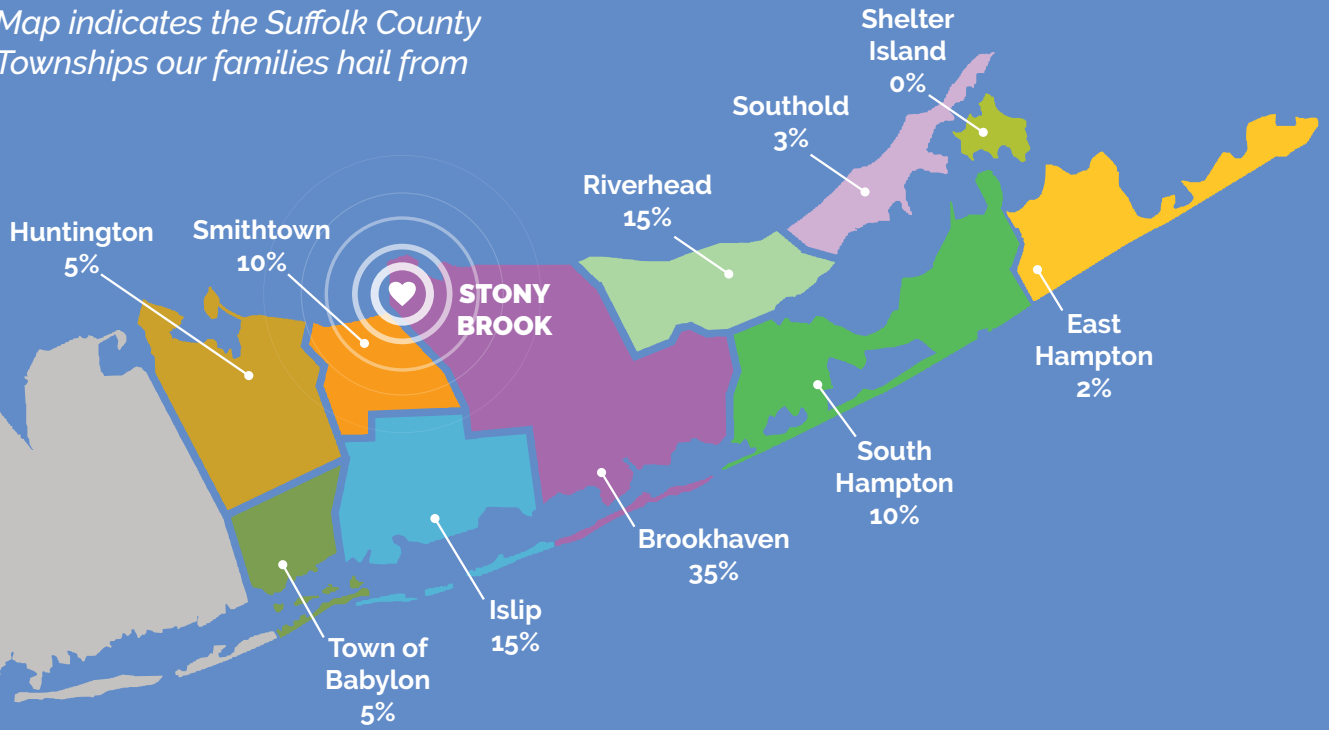 Map indicates the Suffolk County
Townships our families hail from
Shelter
Island
0%
Southold
3%
Riverhead
15%
Huntington
5%
Smithtown
10%
STONY
BROOK
East
Hampton
2%
South
Hampton
10%
Brookhaven
35%
Islip
15%
Town of
Babylon
5%